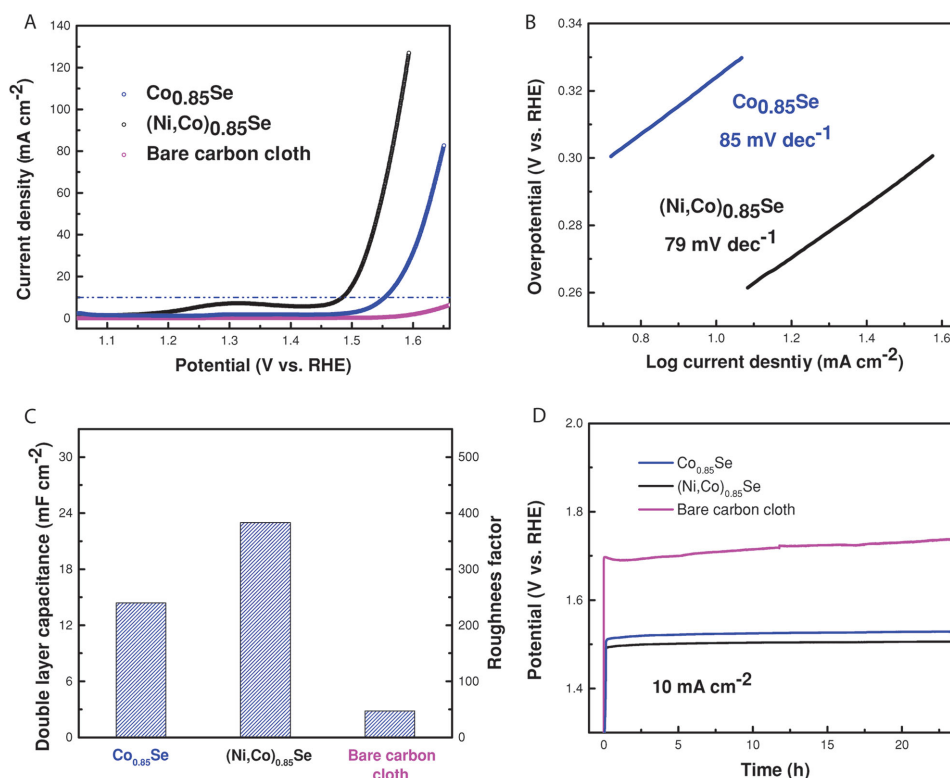 A
Current density (mA cm-2)
140
120
100
80
60
40
20
0
Co0.85Se
(Ni,Co)0.85Se
Bare carbon cloth
1.1
1.2
1.3
1.4
1.5
1.6
Potential (V vs. RHE)
B
Overpotential (V vs. RHE)
0.33
0.30
0.28
0.26
Co0.85Se
85 mV dec-1
(Ni,Co)0.85Se
79 mV dec-1
0.8
1.0
1.2
1.4
1.6
Log current desntiy (mA cm-2)
C
Double layer capacitance (mF cm-2)
30
24
18
12
6
0
500
400
300
200
100
0
Roughnees factor
Co0.85Se
(Ni,Co)0.85Se
Bare carbon
cloth
D
Potential (V vs. RHE)
2.0
1.8
1.6
1.4
Co0.85Se
(Ni,Co)0.85Se
Bare carbon cloth
10 mA cm-2
0
5
10
15
20
Time (h)